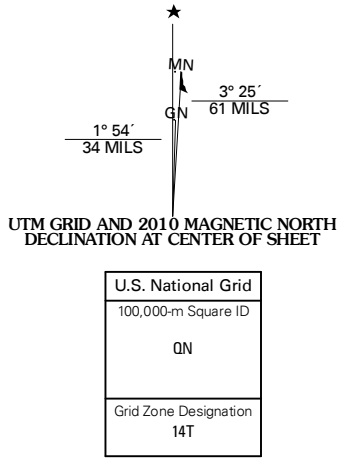 ★
MN
GN
3° 25´
61 MILS
1° 54´
34 MILS
UTM GRID AND 2010 MAGNETIC NORTH
DECLINATION AT CENTER OF SHEET
U.S. National Grid
100,000-m Square ID
QN
Grid Zone Designation
14T